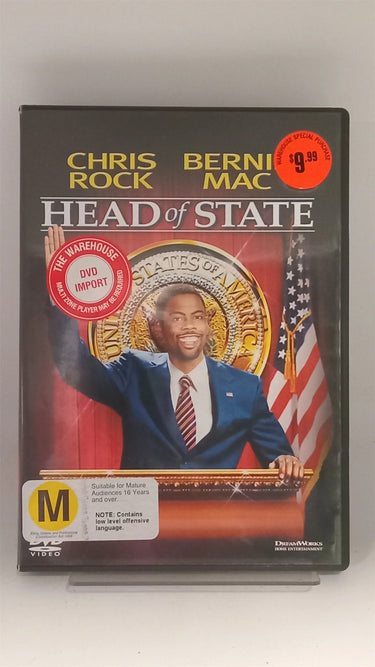 CHRIS ROCK
BERNI MAC
WAREHOUSE SPECIAL PURCHASE
$9.99
HEAD of STATE
THE WAREHOUSE
DVD
IMPORT
MULTI ZONE PLAYER MAY BE REQUIRED
STATES OF AMERICA
UNITED
M
Suitable for Mature
Audiences 16 Years
and over.
NOTE: Contains
low level offensive
language.
DVD
VIDEO
DREAMWORKS
HOME ENTERTAINMENT